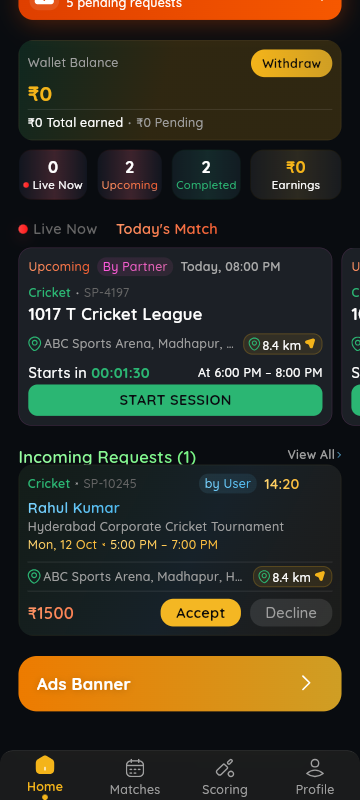 5 pending requests
Wallet Balance
Withdraw
₹0
₹0 Total earned · ₹0 Pending
0 2 2 ₹0
Live Now Upcoming Completed Earnings
Live Now Today's Match
Upcoming By Partner Today, 08:00 PM
Cricket • SP-4197
1017 T Cricket League
ABC Sports Arena, Madhapur, ... 8.4 km
Starts in 00:01:30 At 6:00 PM – 8:00 PM
START SESSION
Incoming Requests (1) View All ›
Cricket • SP-10245 by User 14:20
Rahul Kumar
Hyderabad Corporate Cricket Tournament
Mon, 12 Oct • 5:00 PM – 7:00 PM
ABC Sports Arena, Madhapur, H... 8.4 km
₹1500 Accept Decline
Ads Banner
Home Matches Scoring Profile